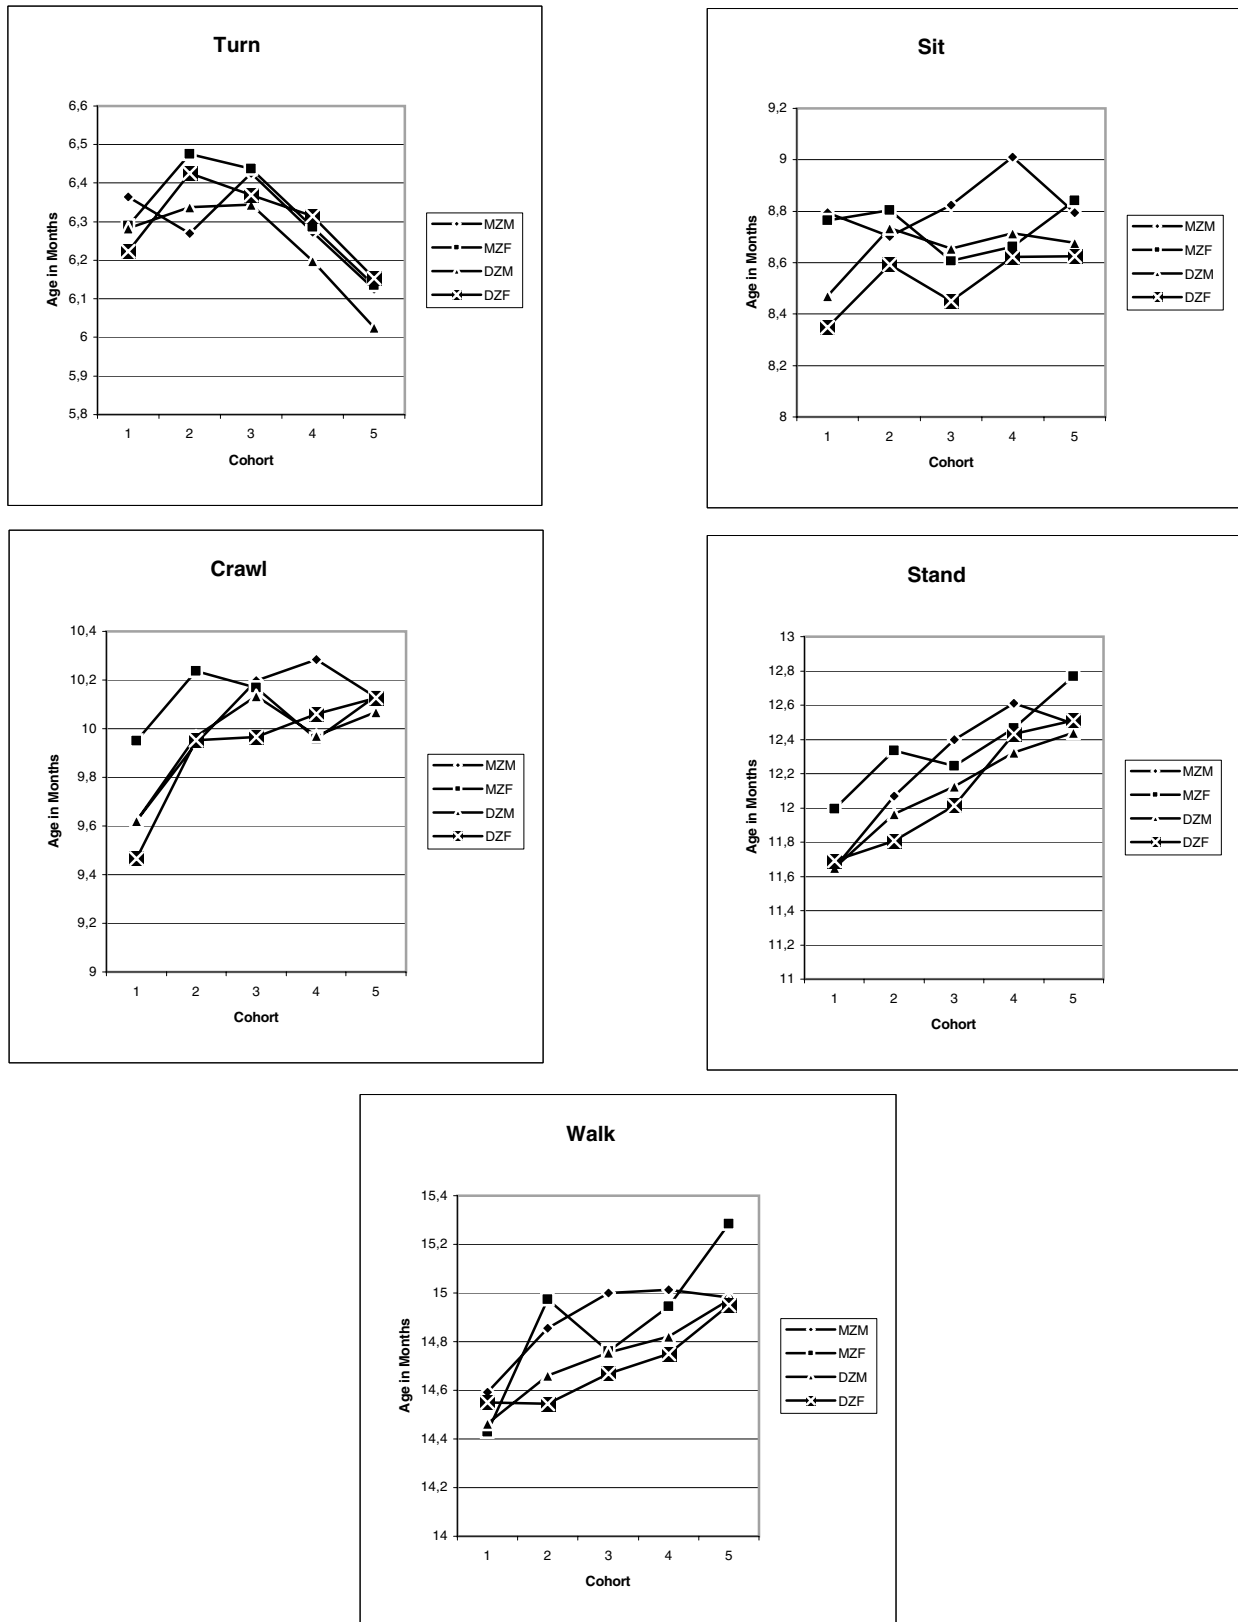 Turn
6,6
6,5
6,4
6,3
6,2
6,1
6
5,9
5,8
Age in Months
1 2 3 4 5
Cohort
MZM
MZF
DZM
DZF
Sit
9,2
9
8,8
8,6
8,4
8,2
8
Age in Months
1 2 3 4 5
Cohort
MZM
MZF
DZM
DZF
Crawl
10,4
10,2
10
9,8
9,6
9,4
9,2
9
Age in Months
1 2 3 4 5
Cohort
MZM
MZF
DZM
DZF
Stand
13
12,8
12,6
12,4
12,2
12
11,8
11,6
11,4
11,2
11
Age in Months
1 2 3 4 5
Cohort
MZM
MZF
DZM
DZF
Walk
15,4
15,2
15
14,8
14,6
14,4
14,2
14
Age in Months
1 2 3 4 5
Cohort
MZM
MZF
DZM
DZF